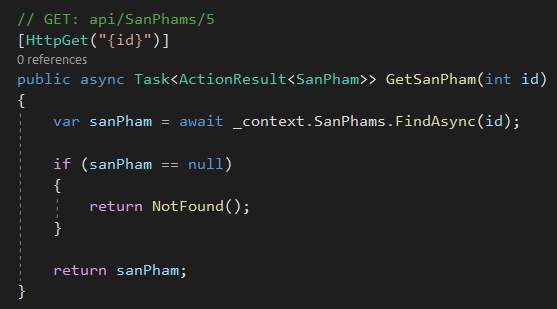 // GET: api/SanPhams/5
[HttpGet("{id}")]
0 references
public async Task<ActionResult<SanPham>> GetSanPham(int id)
{
    var sanPham = await _context.SanPhams.FindAsync(id);
    if (sanPham == null)
    {
        return NotFound();
    }
    return sanPham;
}